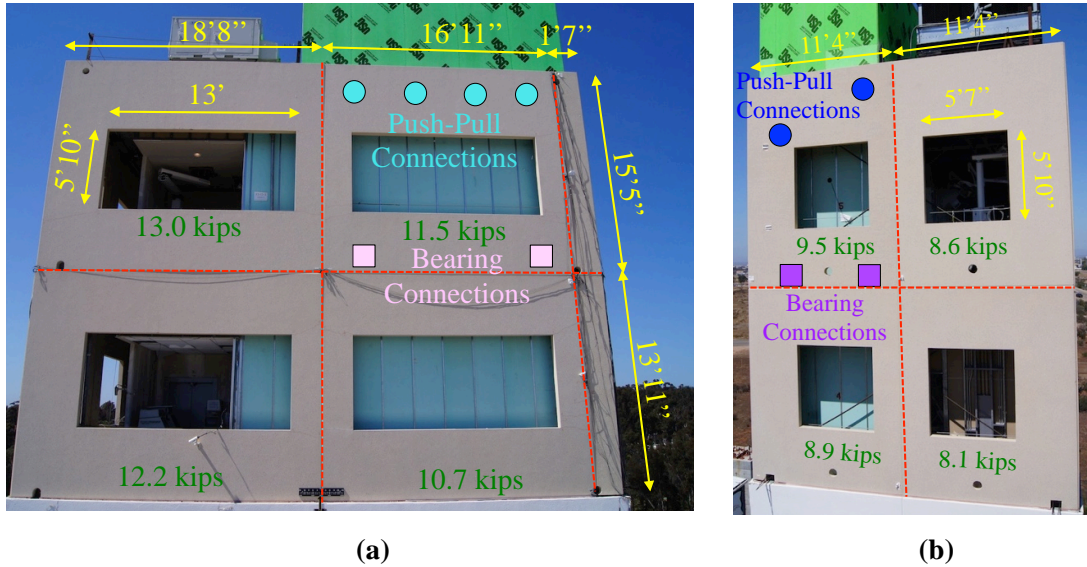 18'8''
16'11''
1'7''
13'
5'10''
Push-Pull
Connections
15'5''
13.0 kips
11.5 kips
Bearing
Connections
13'11''
12.2 kips
10.7 kips
(a)
11'4''
11'4''
Push-Pull
Connections
5'7''
5'10''
9.5 kips
8.6 kips
Bearing
Connections
8.9 kips
8.1 kips
(b)